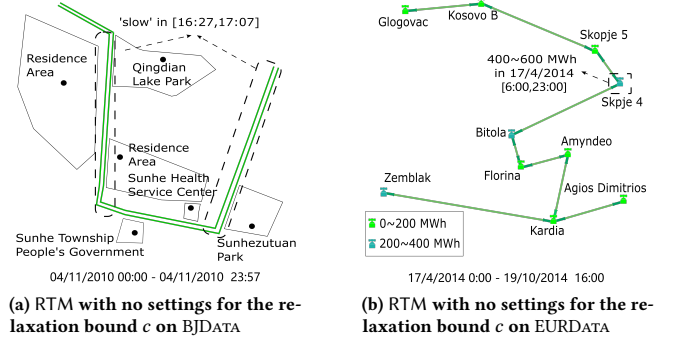 'slow' in [16:27,17:07]
Residence
Area
Qingdian
Lake Park
Residence
Area
Sunhe Health
Service Center
Sunhe Township
People's Government
Sunhezutuan
Park
04/11/2010 00:00 - 04/11/2010 23:57
(a) RTM with no settings for the re-
laxation bound c on BJDATA
Glogovac
Kosovo B
Skopje 5
400~600 MWh
in 17/4/2014
[6:00,23:00]
Skpje 4
Bitola
Amyndeo
Florina
Zemblak
Agios Dimitrios
Kardia
0~200 MWh
200~400 MWh
17/4/2014 0:00 - 19/10/2014 16:00
(b) RTM with no settings for the re-
laxation bound c on EURDATA